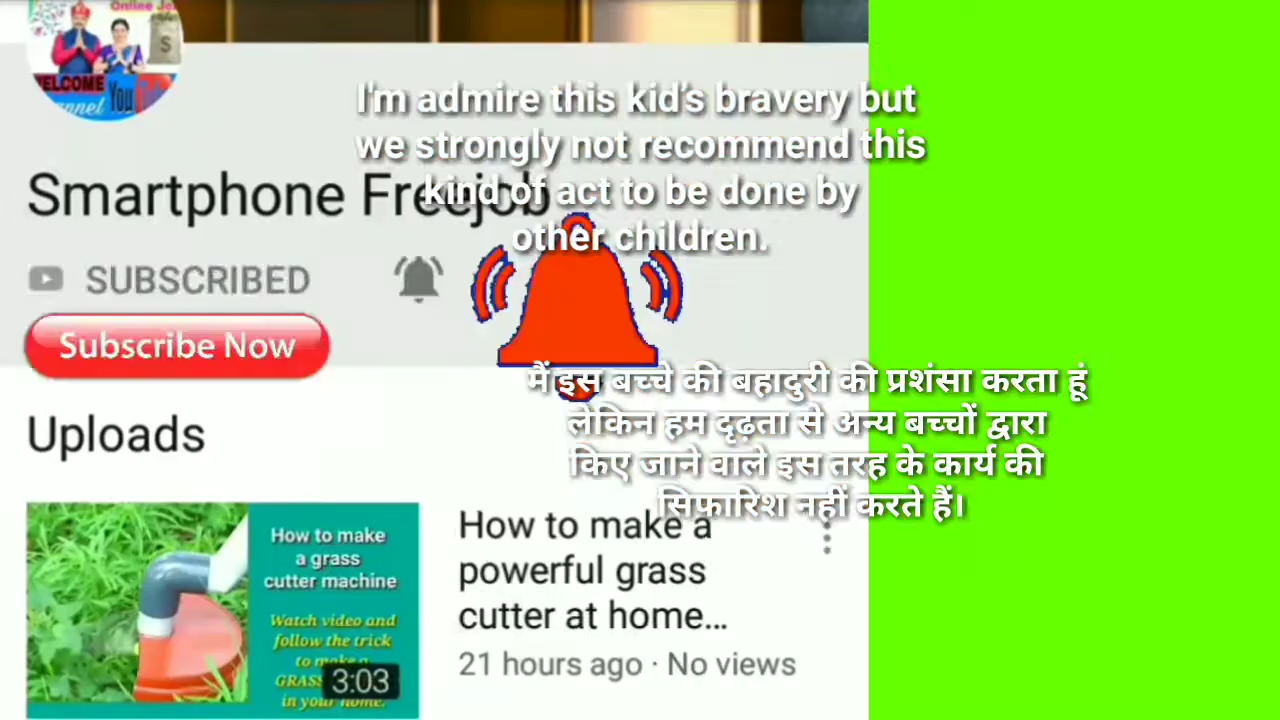 Online Jo
WELCOME
You
nnel
I'm admire this kid's bravery but
we strongly not recommend this
kind of act to be done by
other children.
Smartphone Freejob
SUBSCRIBED
Subscribe Now
मैं इस बच्चे की बहादुरी की प्रशंसा करता हूं
लेकिन हम दृढ़ता से अन्य बच्चों द्वारा
किए जाने वाले इस तरह के कार्य की
सिफारिश नहीं करते हैं।
Uploads
How to make
a grass
cutter machine
Watch video and
follow the trick
to make a
GRASS
in your home.
3:03
How to make a
powerful grass
cutter at home...
21 hours ago · No views